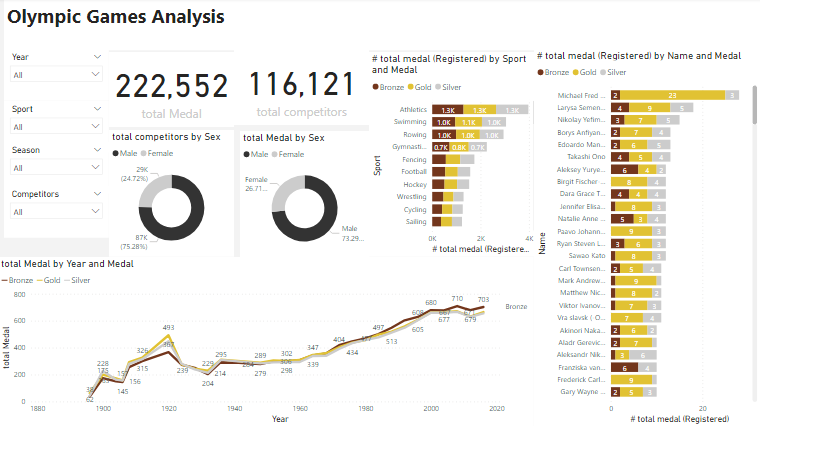 Olympic Games Analysis
Year
All
Sport
All
Season
All
Competitors
All
222,552
total Medal
116,121
total competitors
total competitors by Sex
Male Female
29K
(24.72%)
87K
(75.28%)
total Medal by Sex
Male Female
Female
26.71...
Male
73.29...
# total medal (Registered) by Sport
and Medal
Bronze Gold Silver
Sport
Athletics 1.3K 1.3K 1.3K
Swimming 1.0K 1.1K 1.0K
Rowing 1.0K 1.0K 1.0K
Gymnasti... 0.7K 0.8K 0.7K
Fencing
Football
Hockey
Wrestling
Cycling
Sailing
0K 2K 4K
# total medal (Registere...
# total medal (Registered) by Name and Medal
Bronze Gold Silver
Name
Michael Fred ... 2 23 3
Larysa Semen... 4 9 5
Nikolay Yefim... 3 7 5
Borys Anfiyan... 2 7 4
Edoardo Man... 2 6 5
Takashi Ono 4 5 4
Aleksey Yurye... 6 4 2
Birgit Fischer ... 8 4
Dara Grace T... 4 4 4
Jennifer Elisa... 8 3
Natalie Anne ... 5 3 4
Paavo Johann... 9 3
Ryan Steven L... 3 6 3
Sawao Kato 8 3
Carl Townsen... 2 5 4
Mark Andrew... 9
Matthew Nic... 8 2
Viktor Ivanov... 7 3
Vra slavsk (-O... 7 4
Akinori Naka... 2 6 2
Aladr Gerevic... 2 7
Aleksandr Nik... 3 6
Franziska van... 6 4
Frederick Carl... 9
Gary Wayne ... 2 5 3
0 20
# total medal (Registered)
total Medal by Year and Medal
Bronze Gold Silver
total Medal
800
600
400
200
0
62
228
175
145
156
326
315
493
367
239
229
204
295
214
289
279
302
306
298
347
339
404
434
497
513
605
680
667
677
710
671
679
703
Bronze
1880 1900 1920 1940 1960 1980 2000 2020
Year